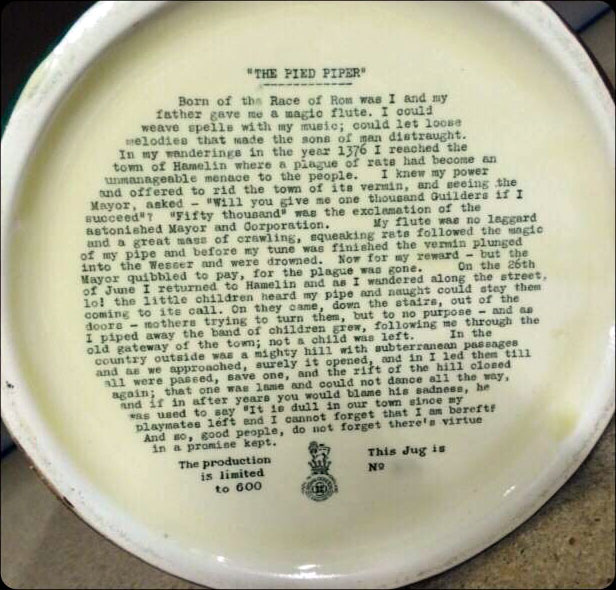 "THE PIED PIPER"
Born of the Race of Rom was I and my
father gave me a magic flute. I could
weave spells with my music; could let loose
melodies that made the sons of man distraught.
In my wanderings in the year 1376 I reached the
town of Hamelin where a plague of rats had become an
unmanageable menace to the people. I knew my power
and offered to rid the town of its vermin, and seeing the
Mayor, asked - "Will you give me one thousand Guilders if I
succeed"? "Fifty thousand" was the exclamation of the
astonished Mayor and Corporation. My flute was no laggard
and a great mass of crawling, squeaking rats followed the magic
of my pipe and before my tune was finished the vermin plunged
into the Wesser and were drowned. Now for my reward - but the
Mayor quibbled to pay, for the plague was gone. On the 26th
of June I returned to Hamelin and as I wandered along the street,
lo! the little children heard my pipe and naught could stay them
coming to its call. On they came, down the stairs, out of the
doors - mothers trying to turn them, but to no purpose - and as
I piped away the band of children grew, following me through the
old gateway of the town; not a child was left. In the
country outside was a mighty hill with subterranean passages
and as we approached, surely it opened, and in I led them till
all were passed, save one, and the rift of the hill closed
again; that one was lame and could not dance all the way,
and if in after years you would blame his sadness, he
was used to say "It is dull in our town since my
playmates left and I cannot forget that I am bereft"
And so, good people, do not forget there's virtue
in a promise kept.
The production
is limited
to 600
This Jug is
No